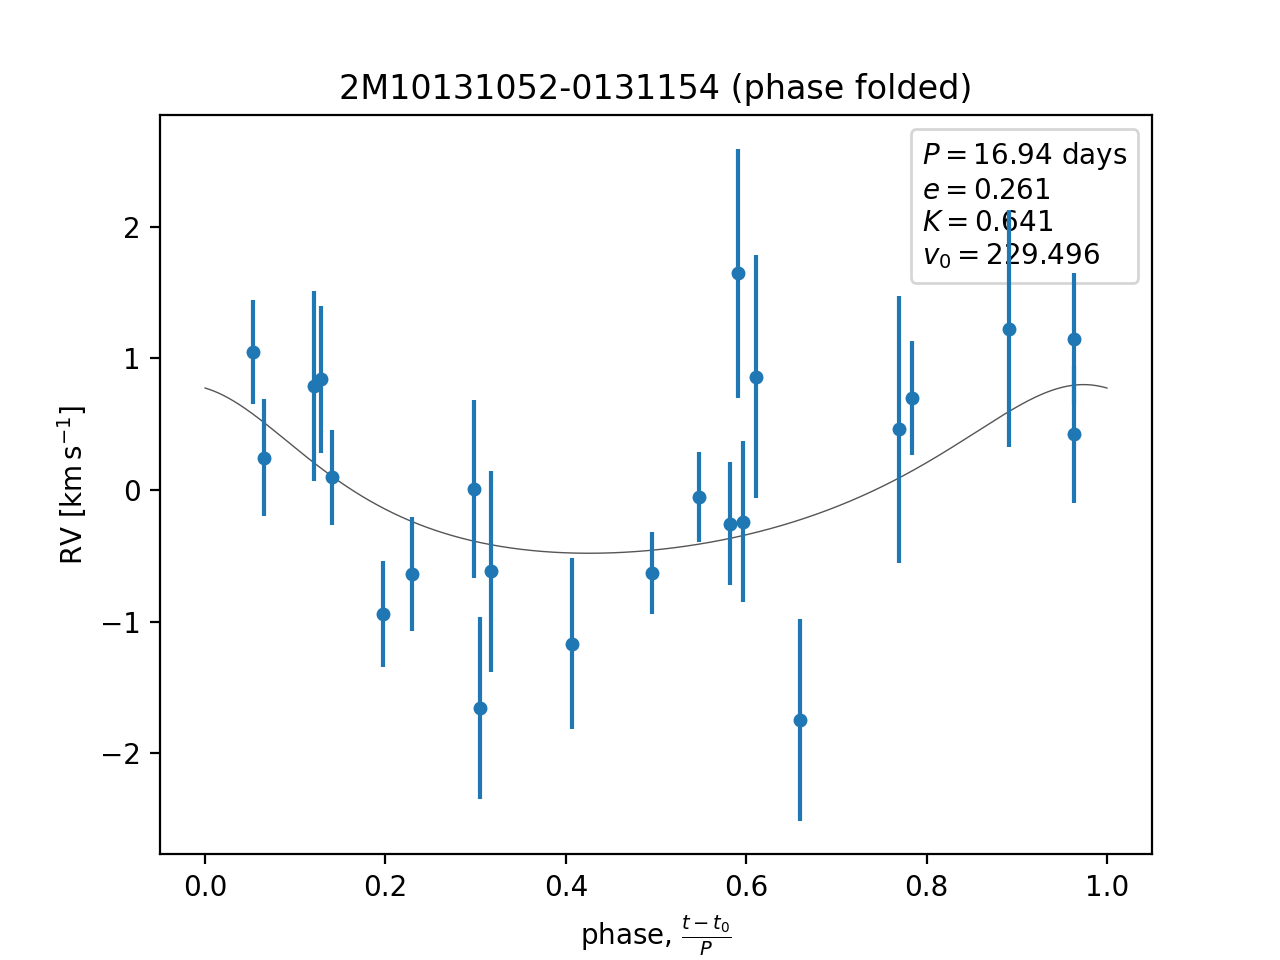 2M10131052-0131154 (phase folded)
P = 16.94 days
e = 0.261
K = 0.641
v₀ = 229.496
2
1
0
−1
−2
RV [km s⁻¹]
0.0 0.2 0.4 0.6 0.8 1.0
phase, (t − t₀)/P